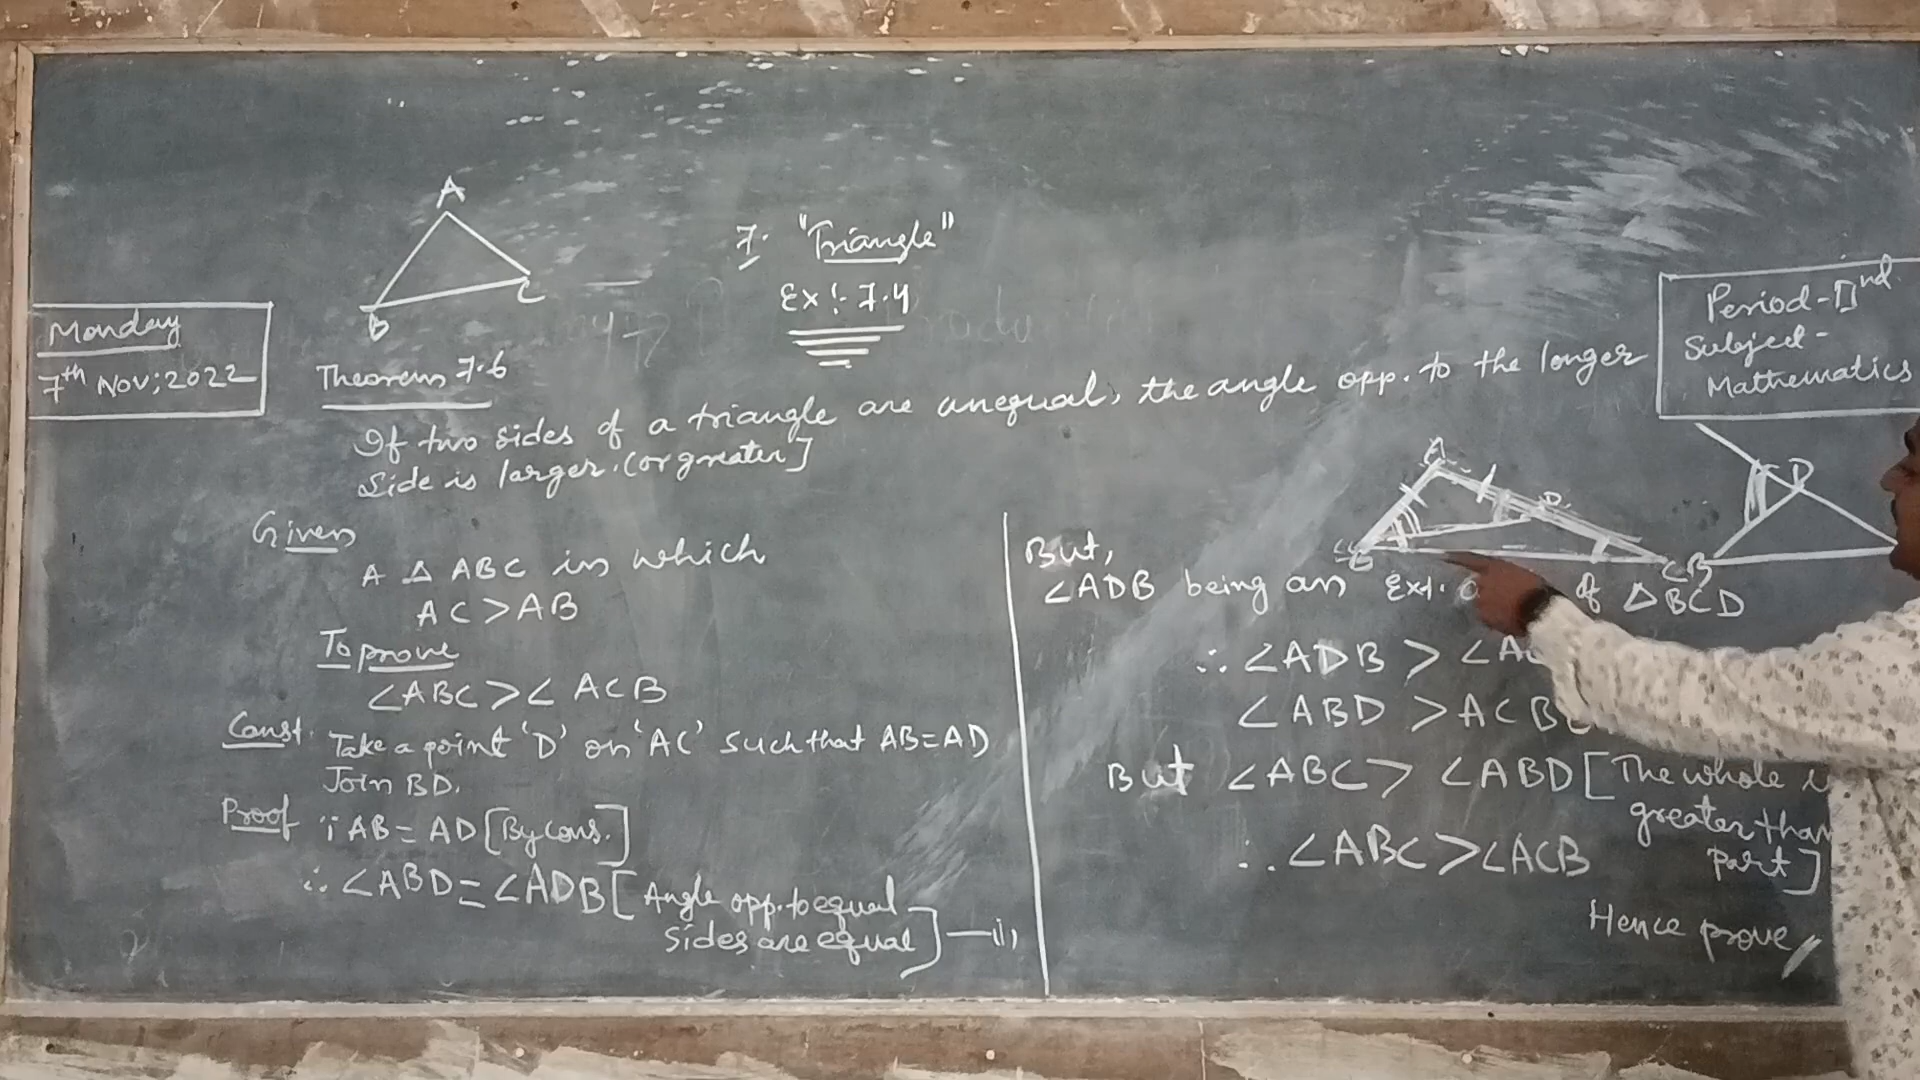 A
B
C
7. "Triangle"
Ex:- 7.4
Monday
7th Nov; 2022
Period - IInd
Subject -
Mathematics
Theorem 7.6
If two sides of a triangle are unequal, the angle opp. to the longer
side is larger. (or greater]
Given
A △ ABC in which
AC > AB
To prove
∠ABC > ∠ACB
Const. Take a point 'D' on 'AC' such that AB = AD
Join BD.
Proof ∵ AB = AD [By cons.]
∴ ∠ABD = ∠ADB [Angle opp. to equal
sides are equal] — (i)
A
D
B
C
D
B
But,
∠ADB being an Ext. of △BCD
∴ ∠ADB >
∠ABD > ACB
But ∠ABC > ∠ABD [The whole
greater than
part]
∴ ∠ABC > ∠ACB
Hence prove